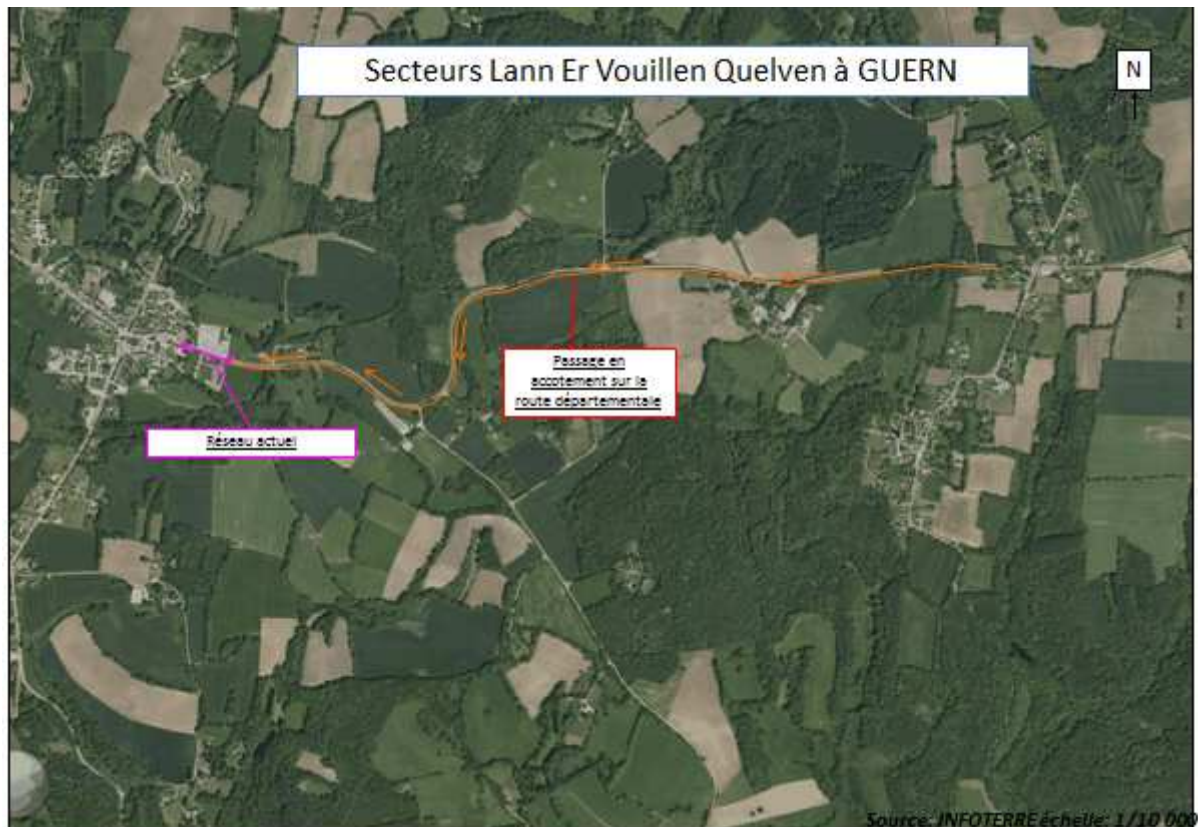 Secteurs Lann Er Vouillen Quelven à GUERN
N
Passage en
accotement sur la
route départementale
Réseau actuel
Source: INFOTERRE échelle: 1/10 000